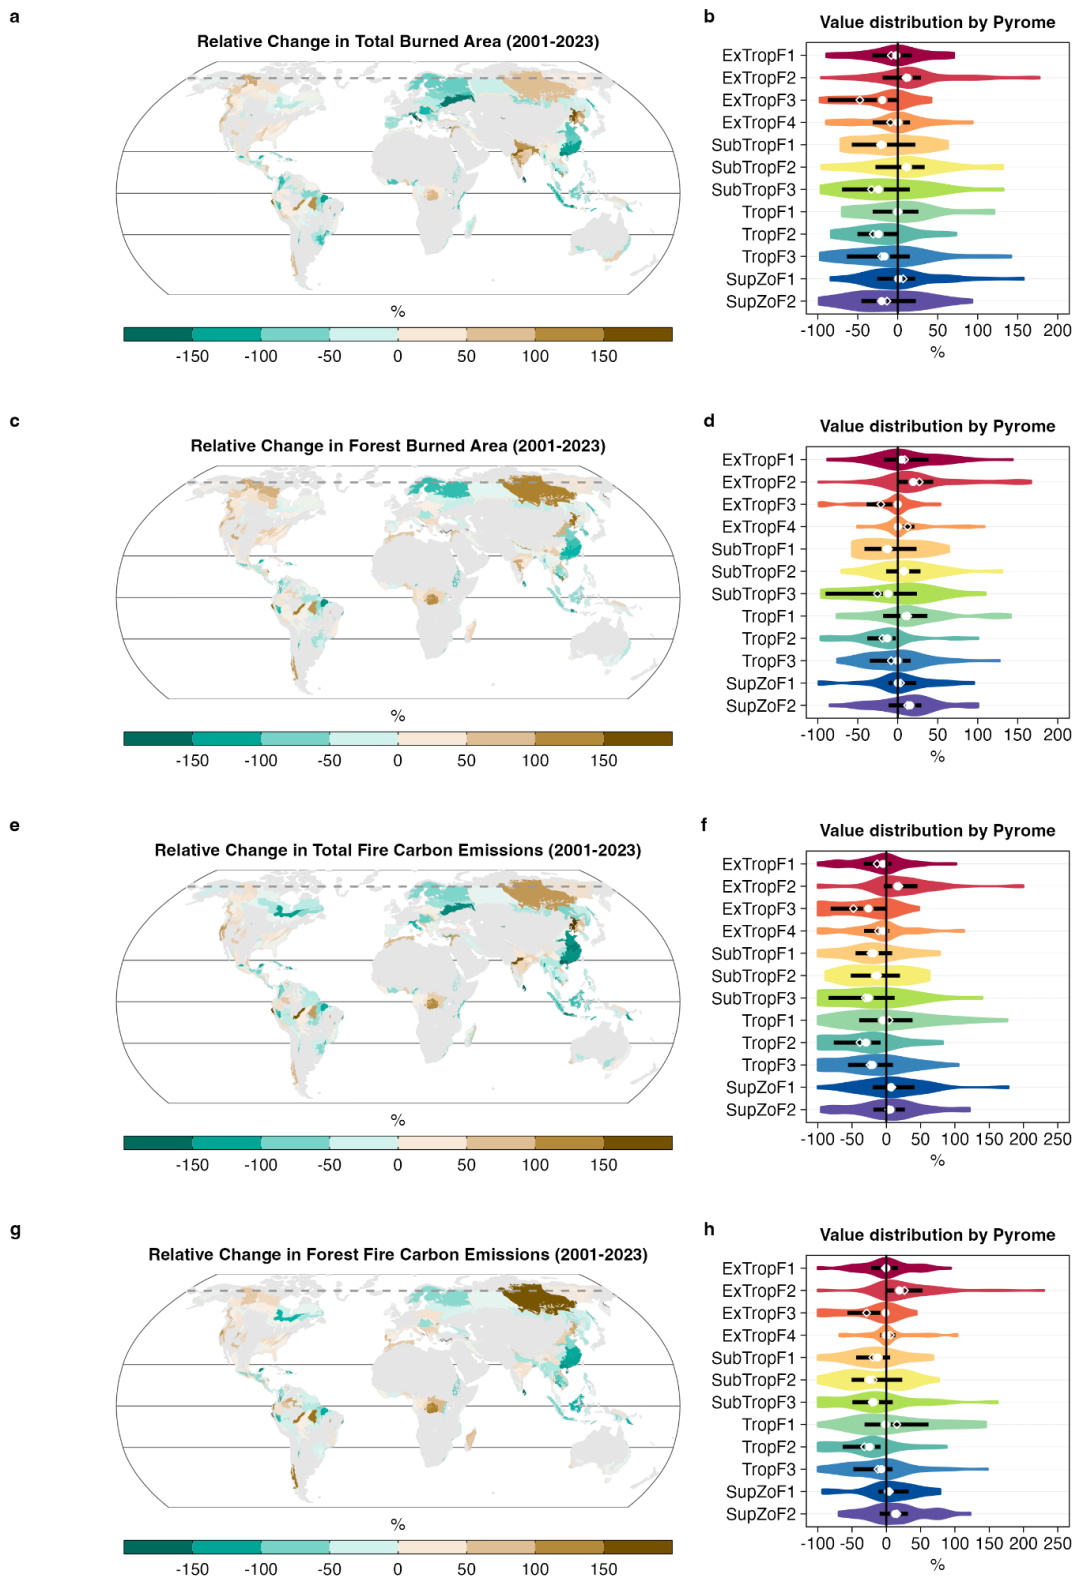 a
Relative Change in Total Burned Area (2001-2023)
%
-150 -100 -50 0 50 100 150
b
Value distribution by Pyrome
ExTropF1
ExTropF2
ExTropF3
ExTropF4
SubTropF1
SubTropF2
SubTropF3
TropF1
TropF2
TropF3
SupZoF1
SupZoF2
-100 -50 0 50 100 150 200
%
c
Relative Change in Forest Burned Area (2001-2023)
%
-150 -100 -50 0 50 100 150
d
Value distribution by Pyrome
ExTropF1
ExTropF2
ExTropF3
ExTropF4
SubTropF1
SubTropF2
SubTropF3
TropF1
TropF2
TropF3
SupZoF1
SupZoF2
-100 -50 0 50 100 150 200
%
e
Relative Change in Total Fire Carbon Emissions (2001-2023)
%
-150 -100 -50 0 50 100 150
f
Value distribution by Pyrome
ExTropF1
ExTropF2
ExTropF3
ExTropF4
SubTropF1
SubTropF2
SubTropF3
TropF1
TropF2
TropF3
SupZoF1
SupZoF2
-100 -50 0 50 100 150 200 250
%
g
Relative Change in Forest Fire Carbon Emissions (2001-2023)
%
-150 -100 -50 0 50 100 150
h
Value distribution by Pyrome
ExTropF1
ExTropF2
ExTropF3
ExTropF4
SubTropF1
SubTropF2
SubTropF3
TropF1
TropF2
TropF3
SupZoF1
SupZoF2
-100 -50 0 50 100 150 200 250
%